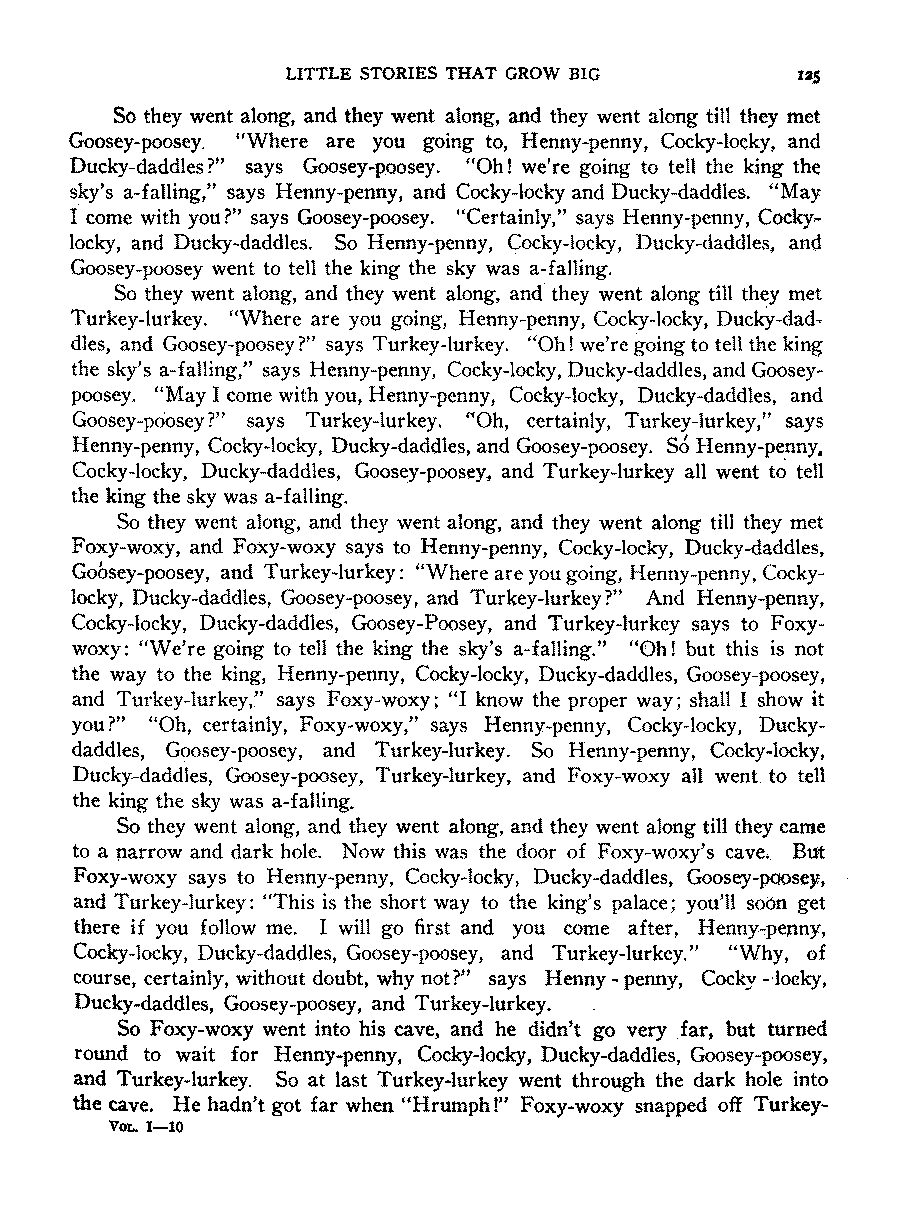 LITTLE STORIES THAT GROW BIG 125
So they went along, and they went along, and they went along till they met
Goosey-poosey. "Where are you going to, Henny-penny, Cocky-locky, and
Ducky-daddles?" says Goosey-poosey. "Oh! we're going to tell the king the
sky's a-falling," says Henny-penny, and Cocky-locky and Ducky-daddles. "May
I come with you?" says Goosey-poosey. "Certainly," says Henny-penny, Cocky-
locky, and Ducky-daddles. So Henny-penny, Cocky-locky, Ducky-daddles, and
Goosey-poosey went to tell the king the sky was a-falling.
So they went along, and they went along, and they went along till they met
Turkey-lurkey. "Where are you going, Henny-penny, Cocky-locky, Ducky-dad-
dles, and Goosey-poosey?" says Turkey-lurkey. "Oh! we're going to tell the king
the sky's a-falling," says Henny-penny, Cocky-locky, Ducky-daddles, and Goosey-
poosey. "May I come with you, Henny-penny, Cocky-locky, Ducky-daddles, and
Goosey-poosey?" says Turkey-lurkey. "Oh, certainly, Turkey-lurkey," says
Henny-penny, Cocky-locky, Ducky-daddles, and Goosey-poosey. So Henny-penny,
Cocky-locky, Ducky-daddles, Goosey-poosey, and Turkey-lurkey all went to tell
the king the sky was a-falling.
So they went along, and they went along, and they went along till they met
Foxy-woxy, and Foxy-woxy says to Henny-penny, Cocky-locky, Ducky-daddles,
Goosey-poosey, and Turkey-lurkey: "Where are you going, Henny-penny, Cocky-
locky, Ducky-daddles, Goosey-poosey, and Turkey-lurkey?" And Henny-penny,
Cocky-locky, Ducky-daddles, Goosey-Poosey, and Turkey-lurkey says to Foxy-
woxy: "We're going to tell the king the sky's a-falling." "Oh! but this is not
the way to the king, Henny-penny, Cocky-locky, Ducky-daddles, Goosey-poosey,
and Turkey-lurkey," says Foxy-woxy; "I know the proper way; shall I show it
you?" "Oh, certainly, Foxy-woxy," says Henny-penny, Cocky-locky, Ducky-
daddles, Goosey-poosey, and Turkey-lurkey. So Henny-penny, Cocky-locky,
Ducky-daddles, Goosey-poosey, Turkey-lurkey, and Foxy-woxy all went to tell
the king the sky was a-falling.
So they went along, and they went along, and they went along till they came
to a narrow and dark hole. Now this was the door of Foxy-woxy's cave. But
Foxy-woxy says to Henny-penny, Cocky-locky, Ducky-daddles, Goosey-poosey,
and Turkey-lurkey: "This is the short way to the king's palace; you'll soon get
there if you follow me. I will go first and you come after, Henny-penny,
Cocky-locky, Ducky-daddles, Goosey-poosey, and Turkey-lurkey." "Why, of
course, certainly, without doubt, why not?" says Henny-penny, Cocky-locky,
Ducky-daddles, Goosey-poosey, and Turkey-lurkey.
So Foxy-woxy went into his cave, and he didn't go very far, but turned
round to wait for Henny-penny, Cocky-locky, Ducky-daddles, Goosey-poosey,
and Turkey-lurkey. So at last Turkey-lurkey went through the dark hole into
the cave. He hadn't got far when "Hrumph!" Foxy-woxy snapped off Turkey-
VOL. I—10